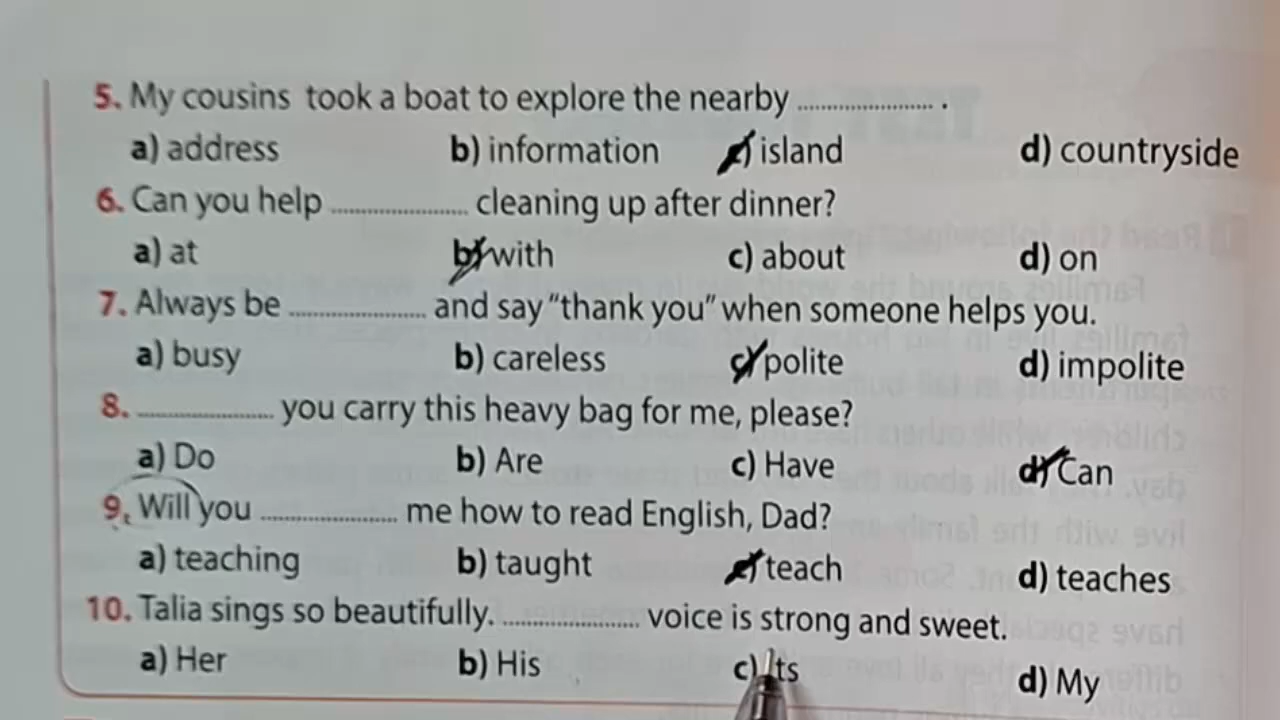 5. My cousins took a boat to explore the nearby .................... .
a) address b) information c) island d) countryside
6. Can you help .................... cleaning up after dinner?
a) at b) with c) about d) on
7. Always be .................... and say "thank you" when someone helps you.
a) busy b) careless c) polite d) impolite
8. .................... you carry this heavy bag for me, please?
a) Do b) Are c) Have d) Can
9. Will you .................... me how to read English, Dad?
a) teaching b) taught c) teach d) teaches
10. Talia sings so beautifully. .................... voice is strong and sweet.
a) Her b) His c) Its d) My